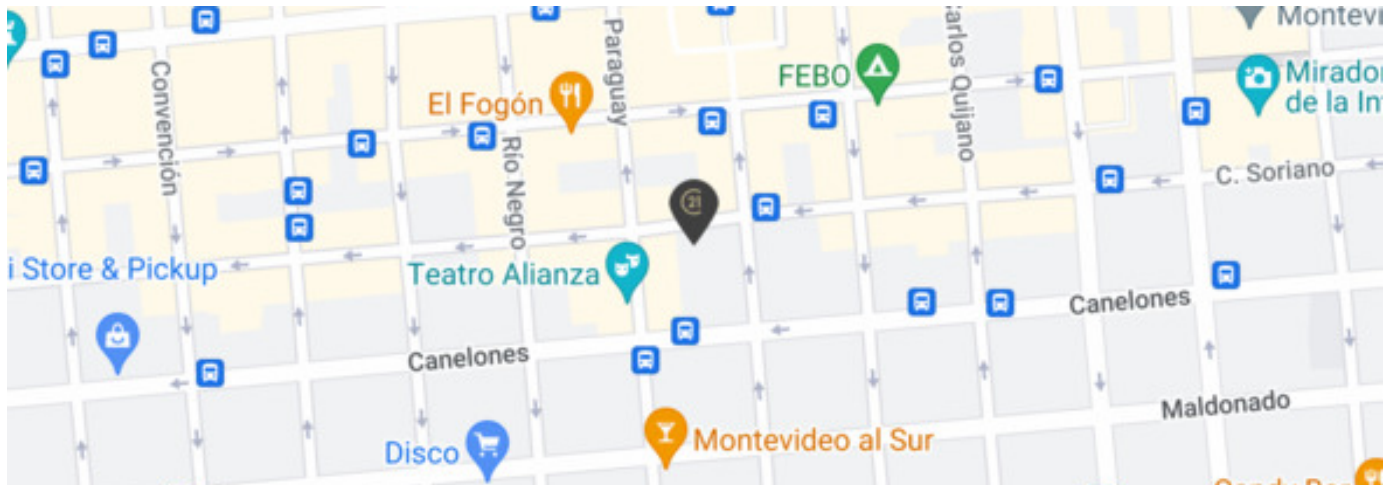 Montevi
Paraguay
Carlos Quijano
Convención
FEBO
Mirador
de la In
El Fogón
Río Negro
C. Soriano
21
i Store & Pickup
Teatro Alianza
Canelones
Canelones
Maldonado
Disco
Montevideo al Sur